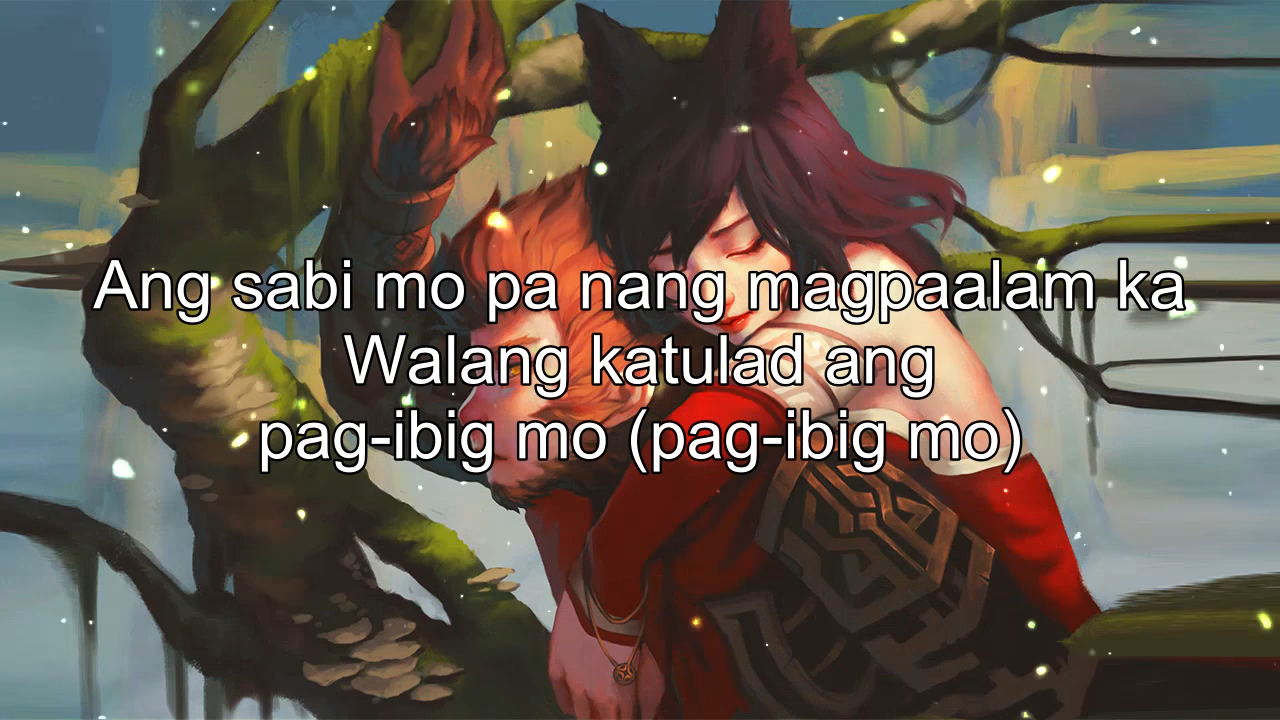 Ang sabi mo pa nang magpaalam ka
Walang katulad ang
pag-ibig mo (pag-ibig mo)